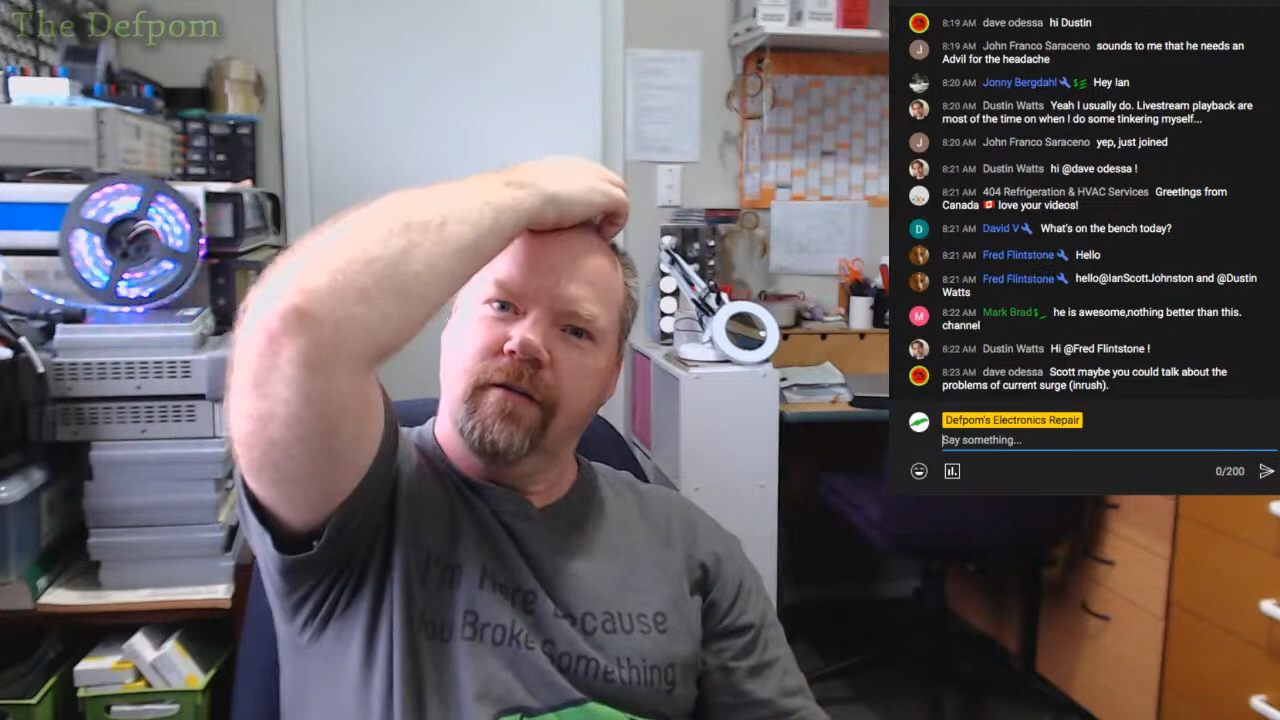 The Defpom
I'm Here Because
You Broke Something
8:19 AM dave odessa hi Dustin
8:19 AM John Franco Saraceno sounds to me that he needs an
Advil for the headache
8:20 AM Jonny Bergdahl Hey Ian
8:20 AM Dustin Watts Yeah I usually do. Livestream playback are
most of the time on when I do some tinkering myself...
J
8:20 AM John Franco Saraceno yep, just joined
8:21 AM Dustin Watts hi @dave odessa !
8:21 AM 404 Refrigeration & HVAC Services Greetings from
Canada 🇨🇦 love your videos!
D
8:21 AM David V What's on the bench today?
8:21 AM Fred Flintstone Hello
8:21 AM Fred Flintstone hello@IanScottJohnston and @Dustin
Watts
M
8:22 AM Mark Brad he is awesome,nothing better than this.
channel
8:22 AM Dustin Watts Hi @Fred Flintstone !
8:23 AM dave odessa Scott maybe you could talk about the
problems of current surge (inrush).
Defpom's Electronics Repair
Say something...
0/200